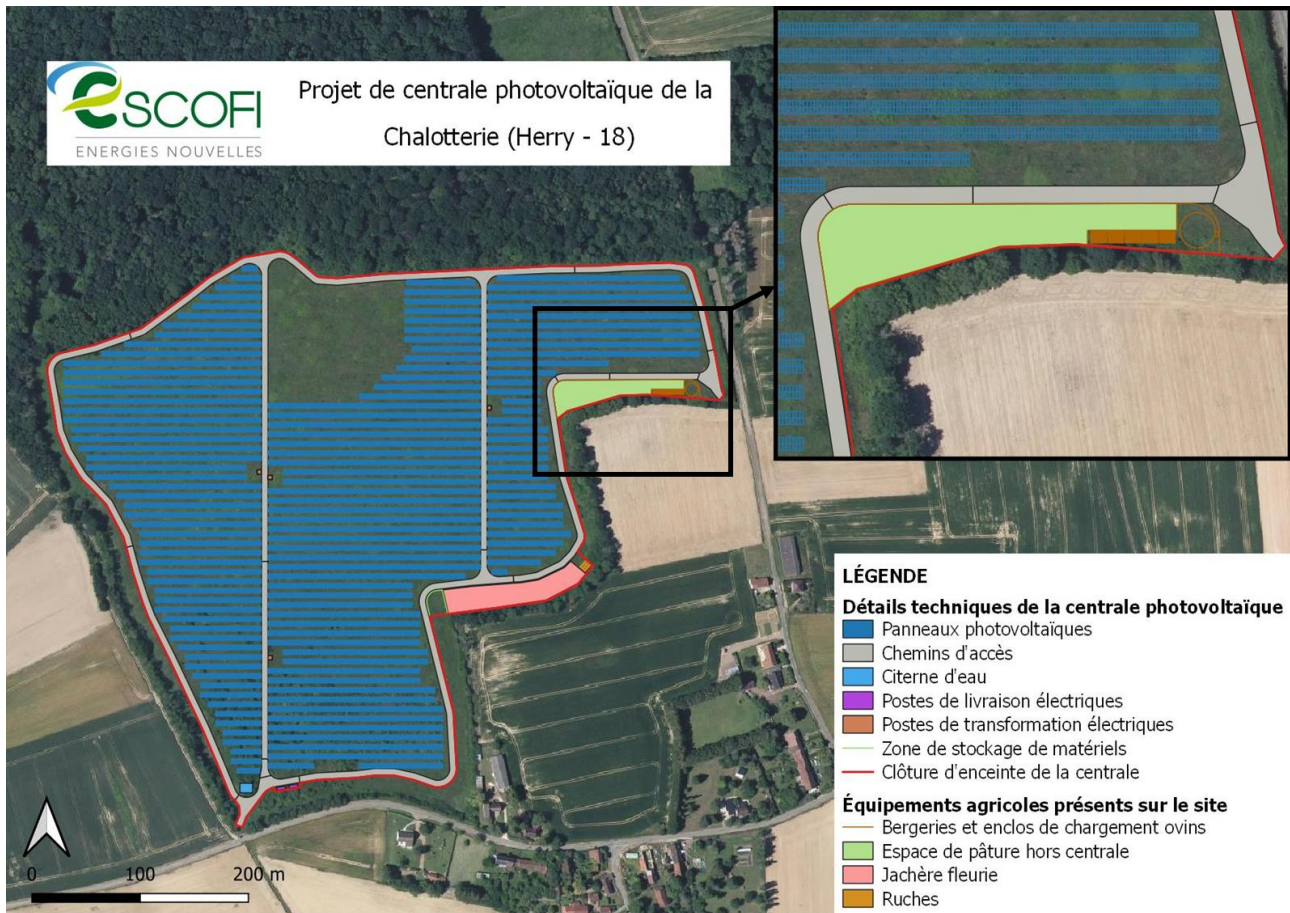 eSCOFI
ENERGIES NOUVELLES
Projet de centrale photovoltaïque de la
Chalotterie (Herry - 18)
LÉGENDE
Détails techniques de la centrale photovoltaïque
Panneaux photovoltaïques
Chemins d'accès
Citerne d'eau
Postes de livraison électriques
Postes de transformation électriques
Zone de stockage de matériels
Clôture d'enceinte de la centrale
Équipements agricoles présents sur le site
Bergeries et enclos de chargement ovins
Espace de pâture hors centrale
Jachère fleurie
Ruches
0 100 200 m